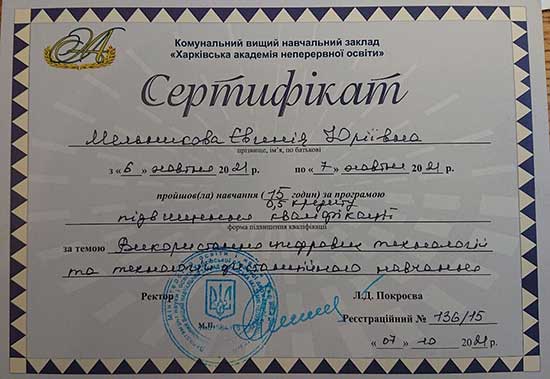 Комунальний вищий навчальний заклад
«Харківська академія неперервної освіти»
Сертифікат
Мельникова Євгенія Юріївна
прізвище, ім'я, по батькові
з «6» жовтня 2021 р. по «7» жовтня 2021 р.
пройшов(ла) навчання (15 годин) за програмою
0,5 кредиту
підвищення кваліфікації
форма підвищення кваліфікації
за темою Використання цифрових технологій
та технологій дистанційного навчання
Ректор Л.Д. Покроєва
М.П.
Реєстраційний № 136/15
«07» 10 2021 р.